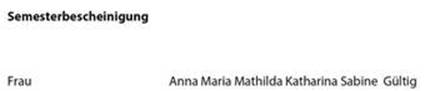 Semesterbescheinigung
Frau Anna Maria Mathilda Katharina Sabine Gültig